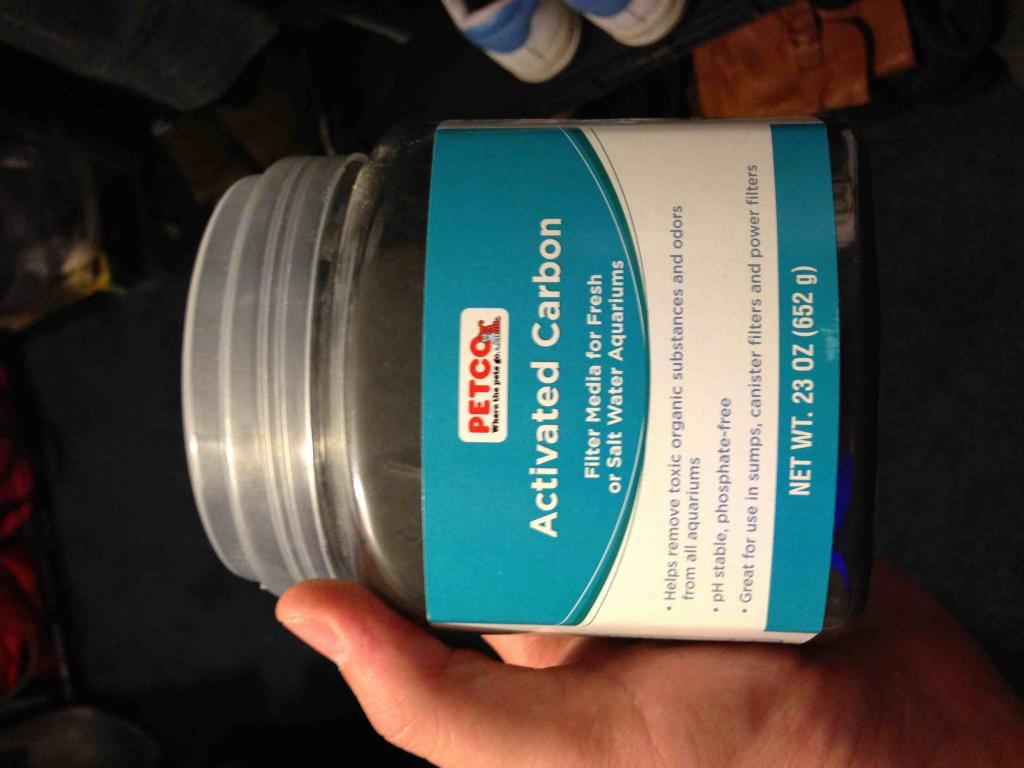 PETCO
Where the pets go.
Activated Carbon
Filter Media for Fresh
or Salt Water Aquariums
• Helps remove toxic organic substances and odors
from all aquariums
• pH stable, phosphate-free
• Great for use in sumps, canister filters and power filters
NET WT. 23 OZ (652 g)